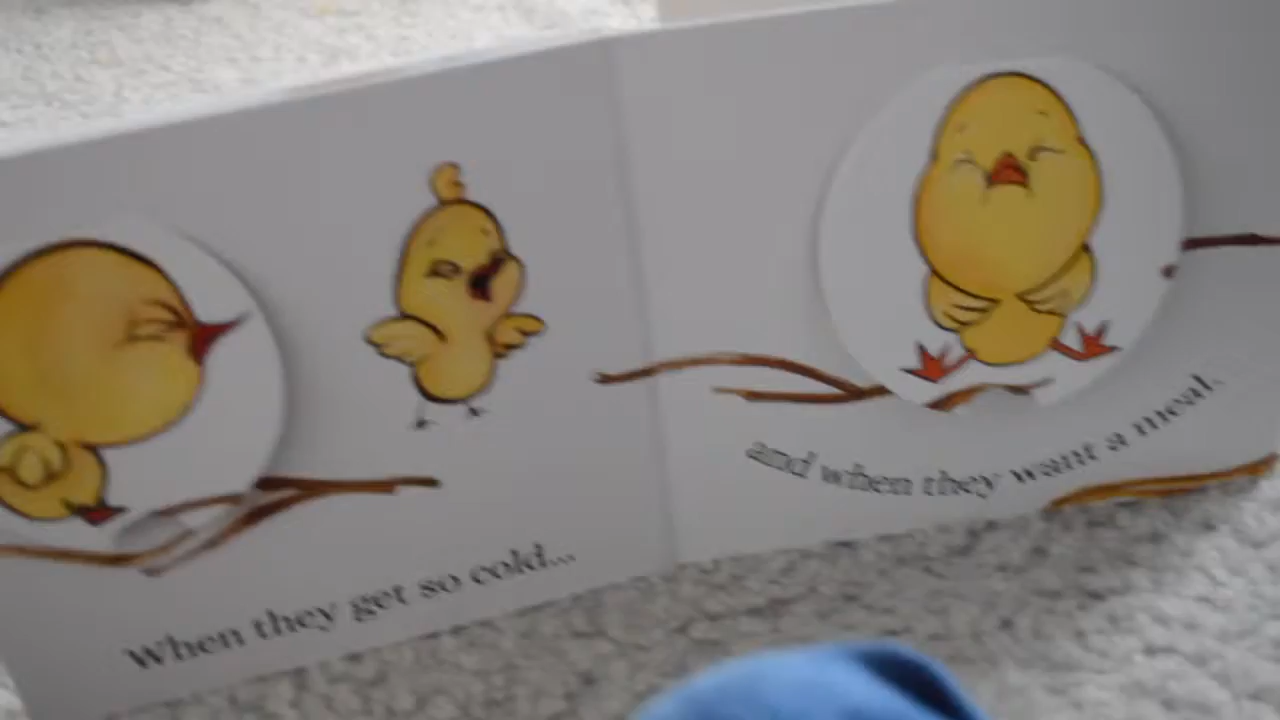 When they get so cold...
and when they want a meal,